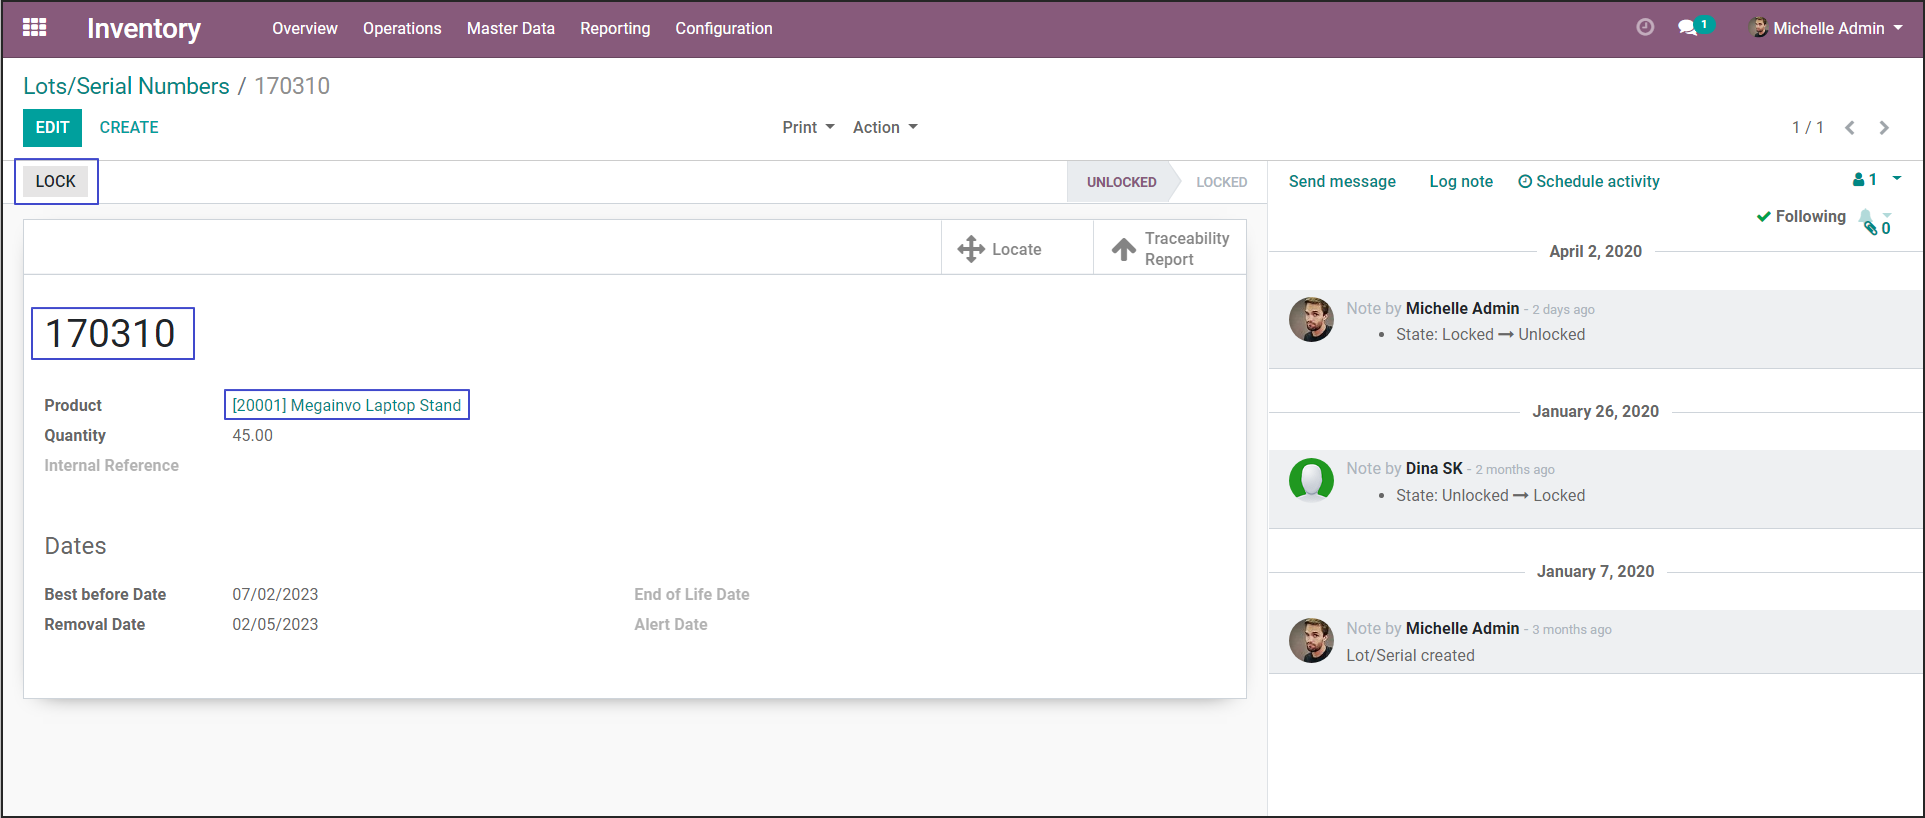 Inventory Overview Operations Master Data Reporting Configuration 1 Michelle Admin
Lots/Serial Numbers / 170310
EDIT CREATE Print Action 1 / 1
LOCK UNLOCKED LOCKED Send message Log note Schedule activity 1
Following 0
Locate Traceability Report
170310
Product [20001] Megainvo Laptop Stand
Quantity 45.00
Internal Reference
Dates
Best before Date 07/02/2023 End of Life Date
Removal Date 02/05/2023 Alert Date
April 2, 2020
Note by Michelle Admin - 2 days ago
• State: Locked → Unlocked
January 26, 2020
Note by Dina SK - 2 months ago
• State: Unlocked → Locked
January 7, 2020
Note by Michelle Admin - 3 months ago
Lot/Serial created